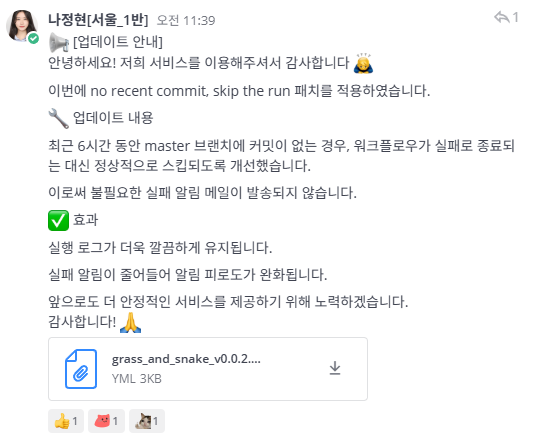 나정현[서울_1반] 오전 11:39
1
[업데이트 안내]
안녕하세요! 저희 서비스를 이용해주셔서 감사합니다
이번에 no recent commit, skip the run 패치를 적용하였습니다.
업데이트 내용
최근 6시간 동안 master 브랜치에 커밋이 없는 경우, 워크플로우가 실패로 종료되
는 대신 정상적으로 스킵되도록 개선했습니다.
이로써 불필요한 실패 알림 메일이 발송되지 않습니다.
효과
실행 로그가 더욱 깔끔하게 유지됩니다.
실패 알림이 줄어들어 알림 피로도가 완화됩니다.
앞으로도 더 안정적인 서비스를 제공하기 위해 노력하겠습니다.
감사합니다!
grass_and_snake_v0.0.2....
YML 3KB
1 1 1